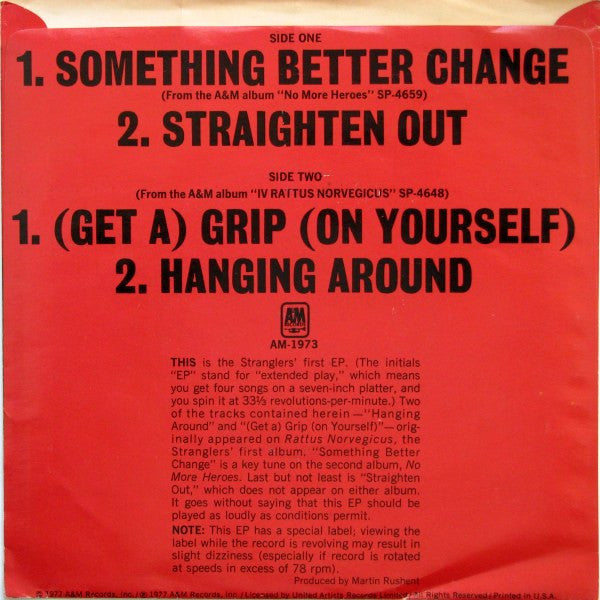 SIDE ONE
1. SOMETHING BETTER CHANGE
(From the A&M album "No More Heroes" SP-4659)
2. STRAIGHTEN OUT
SIDE TWO
(From the A&M album "IV RATTUS NORVEGICUS" SP-4648)
1. (GET A) GRIP (ON YOURSELF)
2. HANGING AROUND
AM
RECORDS
AM-1973
THIS is the Stranglers' first EP. (The initials
"EP" stand for "extended play," which means
you get four songs on a seven-inch platter, and
you spin it at 33⅓ revolutions-per-minute.) Two
of the tracks contained herein—"Hanging
Around" and "(Get a) Grip (on Yourself)"—orig-
inally appeared on Rattus Norvegicus, the
Stranglers' first album. "Something Better
Change" is a key tune on the second album, No
More Heroes. Last but not least is "Straighten
Out," which does not appear on either album.
It goes without saying that this EP should be
played as loudly as conditions permit.
NOTE: This EP has a special label; viewing the
label while the record is revolving may result in
slight dizziness (especially if record is rotated
at speeds in excess of 78 rpm).
Produced by Martin Rushent
© 1977 A&M Records, Inc. / ℗ 1977 A&M Records, Inc. / Licensed by United Artists Records Limited / All Rights Reserved / Printed in U.S.A.